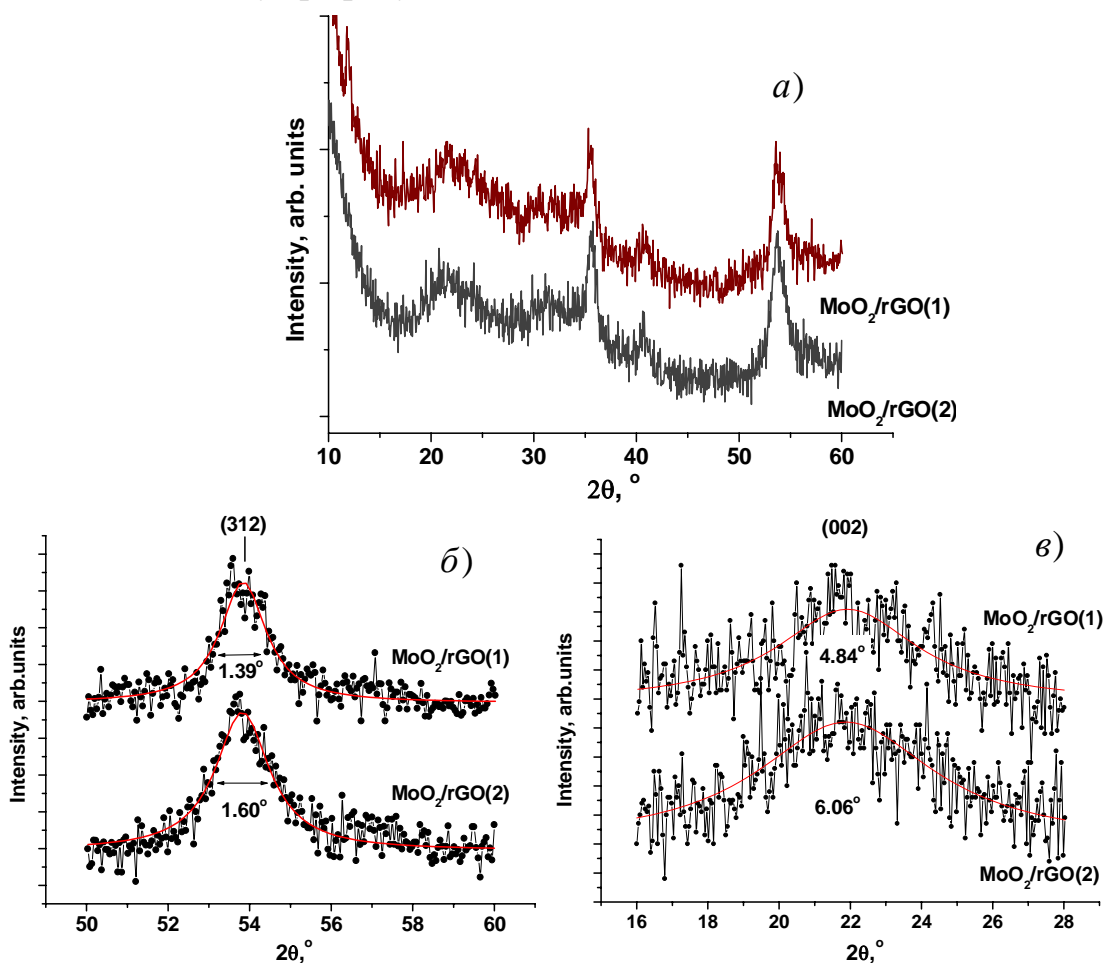 а)
Intensity, arb. units
MoO₂/rGO(1)
MoO₂/rGO(2)
10 20 30 40 50 60
2θ, °
(312)
б)
Intensity, arb.units
MoO₂/rGO(1)
1.39°
MoO₂/rGO(2)
1.60°
50 52 54 55 56 58 60
2θ,°
(002)
в)
Intensity, arb.units
MoO₂/rGO(1)
4.84°
6.06°
MoO₂/rGO(2)
16 18 20 22 24 26 28
2θ,°